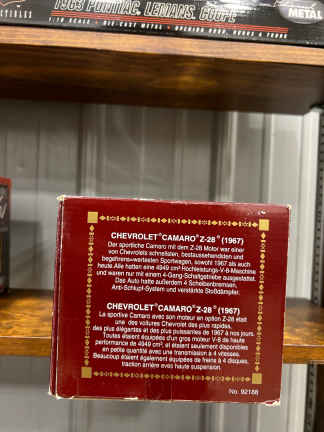 1963 PONTIAC LEMANS COUPE
METAL
CHEVROLET® CAMARO® Z-28® (1967)
Der sportliche Camaro mit dem Z-28 Motor war einer
von Chevrolets schnellsten, bestaussehendsten und
begehrenswertesten Sportwagen, sowohl 1967 als auch
heute. Alle hatten eine 4949 cm³ Hochleistungs-V-8-Maschine
und waren nur mit einem 4-Gang-Schaftgetriebe ausgestattet.
Das Auto hatte außerdem 4 Scheibenbremsen,
Anti-Schlupf-System und verstärkte Stoßdämpfer.
CHEVROLET® CAMARO® Z-28® (1967)
La sportive Camaro avec son moteur en option Z-28 était
une des voitures Chevrolet des plus rapides,
des plus élégantes et des plus puissantes de 1967 à nos jours.
Toutes étaient équipées d'un gros moteur V-8 de haute
performance de 4949 cm³, et étaient seulement disponibles
en petite quantité avec une transmission à 4 vitesses.
Beaucoup étaient également équipées de freins à 4 disques,
traction arrière avec haute suspension.
No. 92188